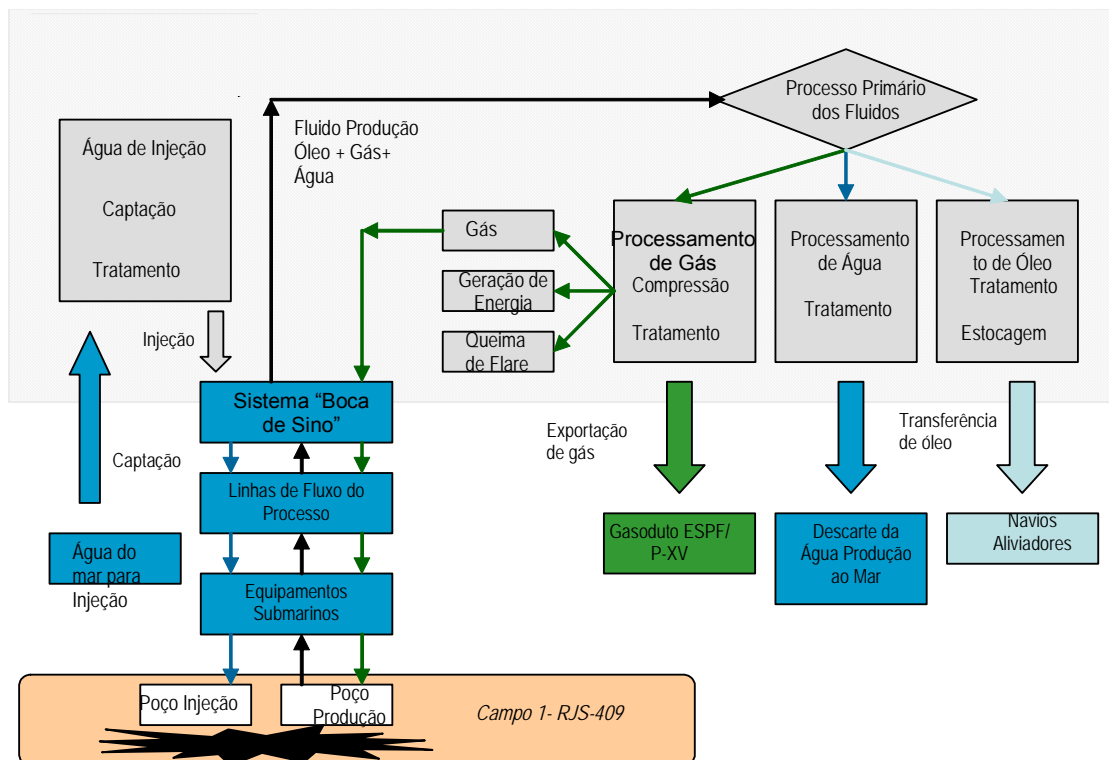 Processo Primário
dos Fluidos
Fluido Produção
Óleo + Gás+
Água
Água de Injeção
Captação
Tratamento
Gás
Geração de
Energia
Queima
de Flare
Processamento
de Gás
Compressão
Tratamento
Processamento
de Água
Tratamento
Processamen
to de Óleo
Tratamento
Estocagem
Injeção
Sistema “Boca
de Sino”
Captação
Linhas de Fluxo do
Processo
Exportação
de gás
Transferência
de óleo
Água do
mar para
Injeção
Equipamentos
Submarinos
Gasoduto ESPF/
P-XV
Descarte da
Água Produção
ao Mar
Navios
Aliviadores
Poço Injeção
Poço
Produção
Campo 1- RJS-409